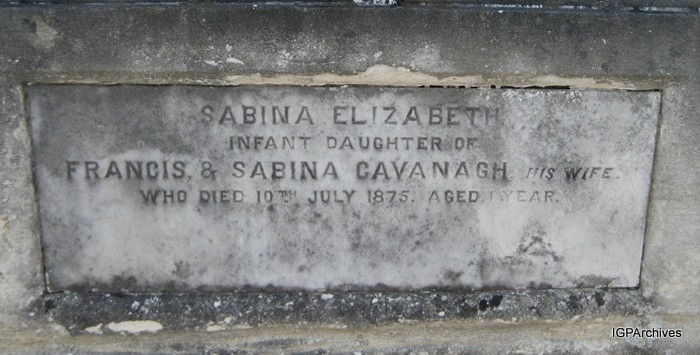 SABINA ELIZABETH
INFANT DAUGHTER OF
FRANCIS, & SABINA CAVANAGH, HIS WIFE.
WHO DIED 10TH JULY 1875. AGED 1 YEAR.
IGPArchives